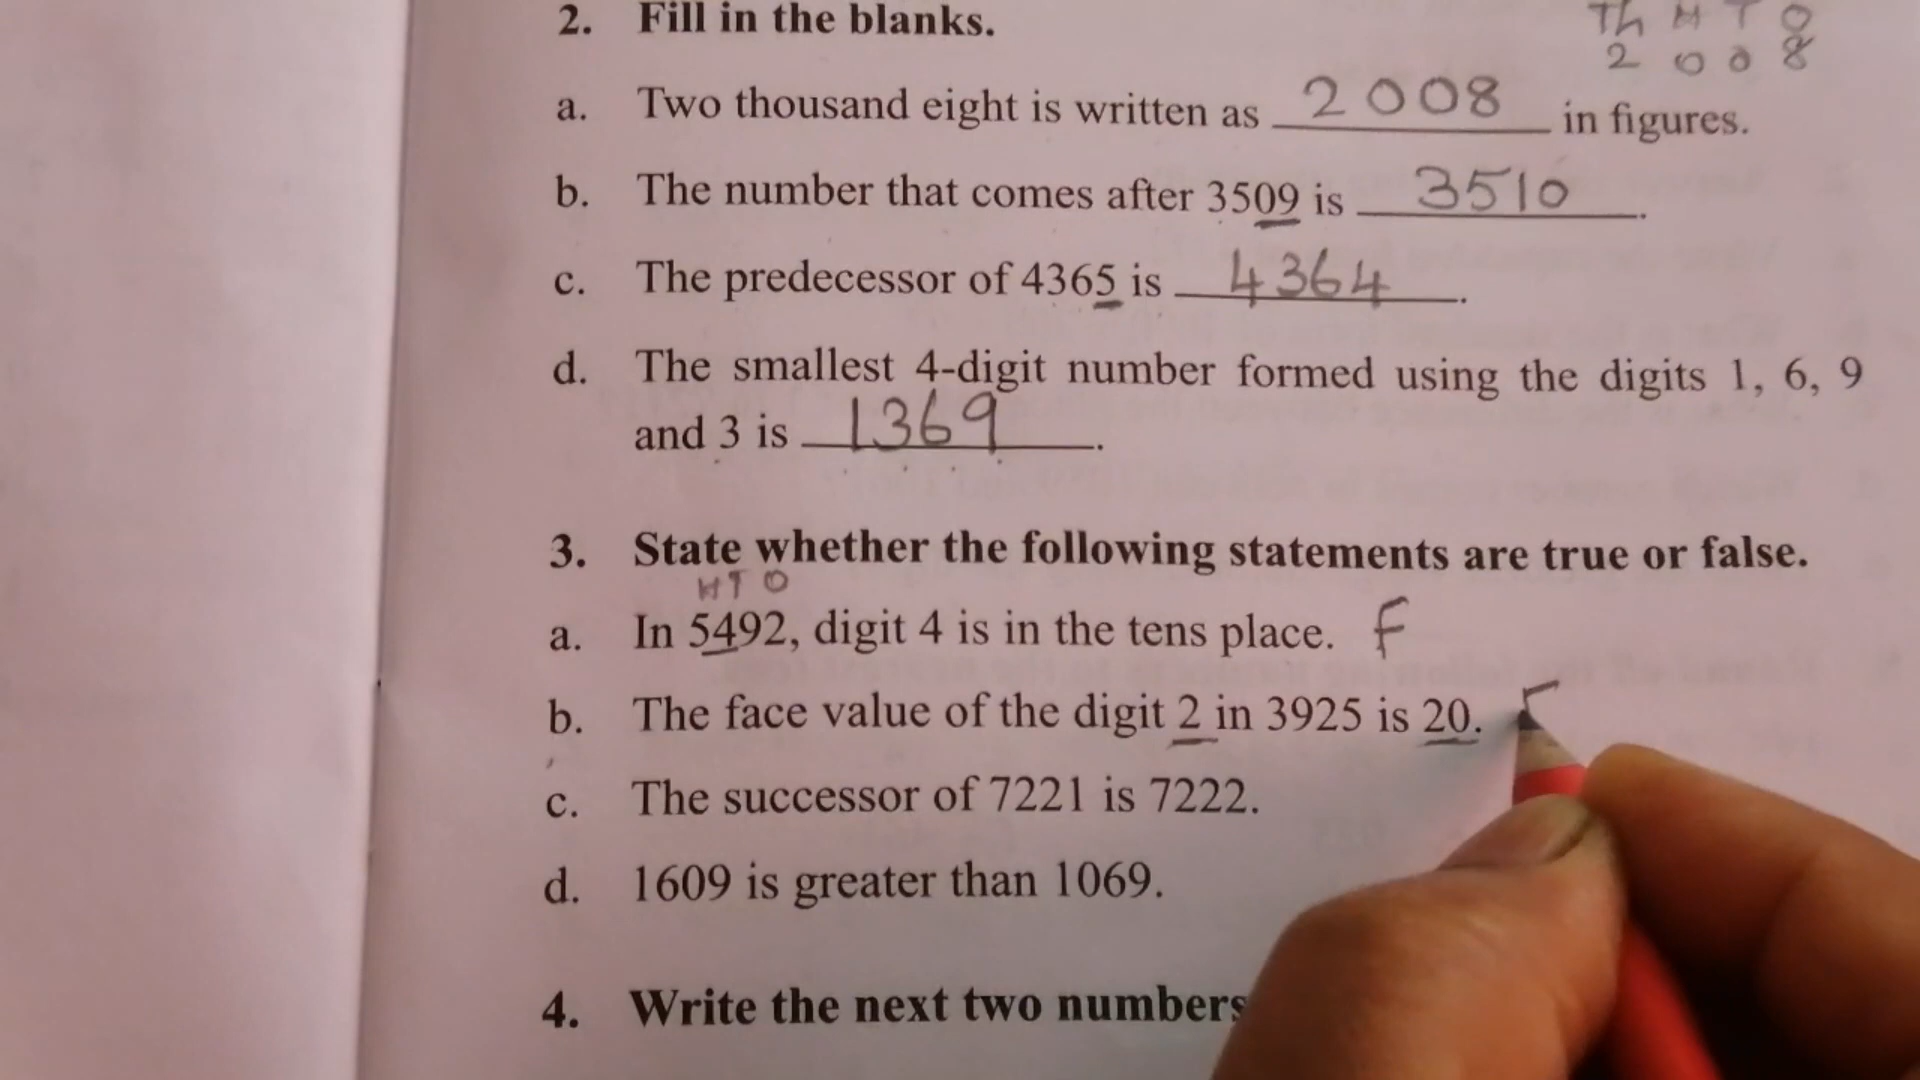 Th H T O
2. Fill in the blanks.
2 0 0 8
a. Two thousand eight is written as 2008 in figures.
b. The number that comes after 3509 is 3510.
c. The predecessor of 4365 is 4364.
d. The smallest 4-digit number formed using the digits 1, 6, 9
and 3 is 1369.
3. State whether the following statements are true or false.
H T O
a. In 5492, digit 4 is in the tens place. F
b. The face value of the digit 2 in 3925 is 20.
c. The successor of 7221 is 7222.
d. 1609 is greater than 1069.
4. Write the next two numbers